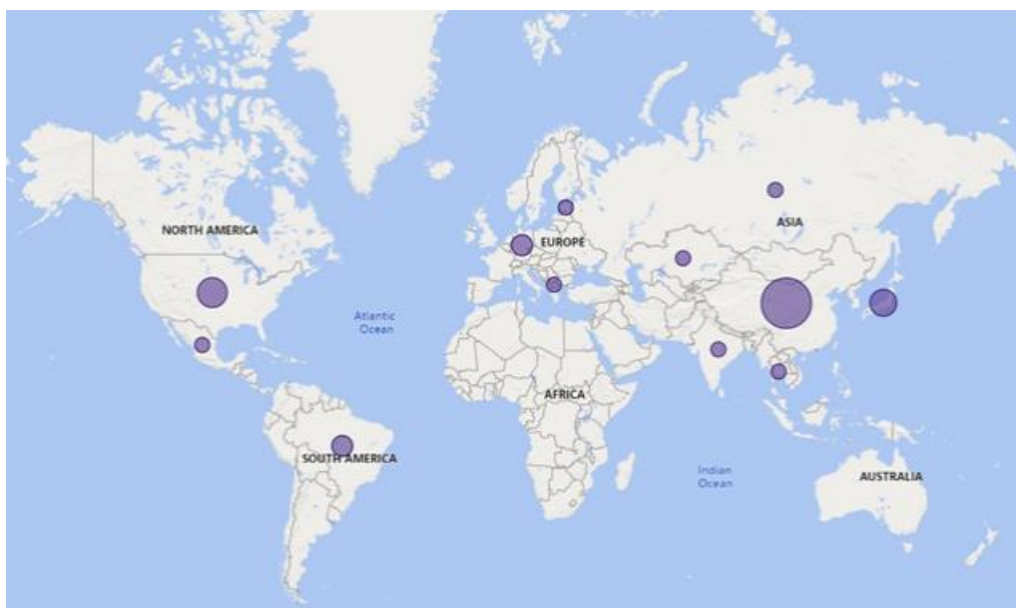 NORTH AMERICA
EUROPE
ASIA
Atlantic
Ocean
AFRICA
SOUTH AMERICA
Indian
Ocean
AUSTRALIA